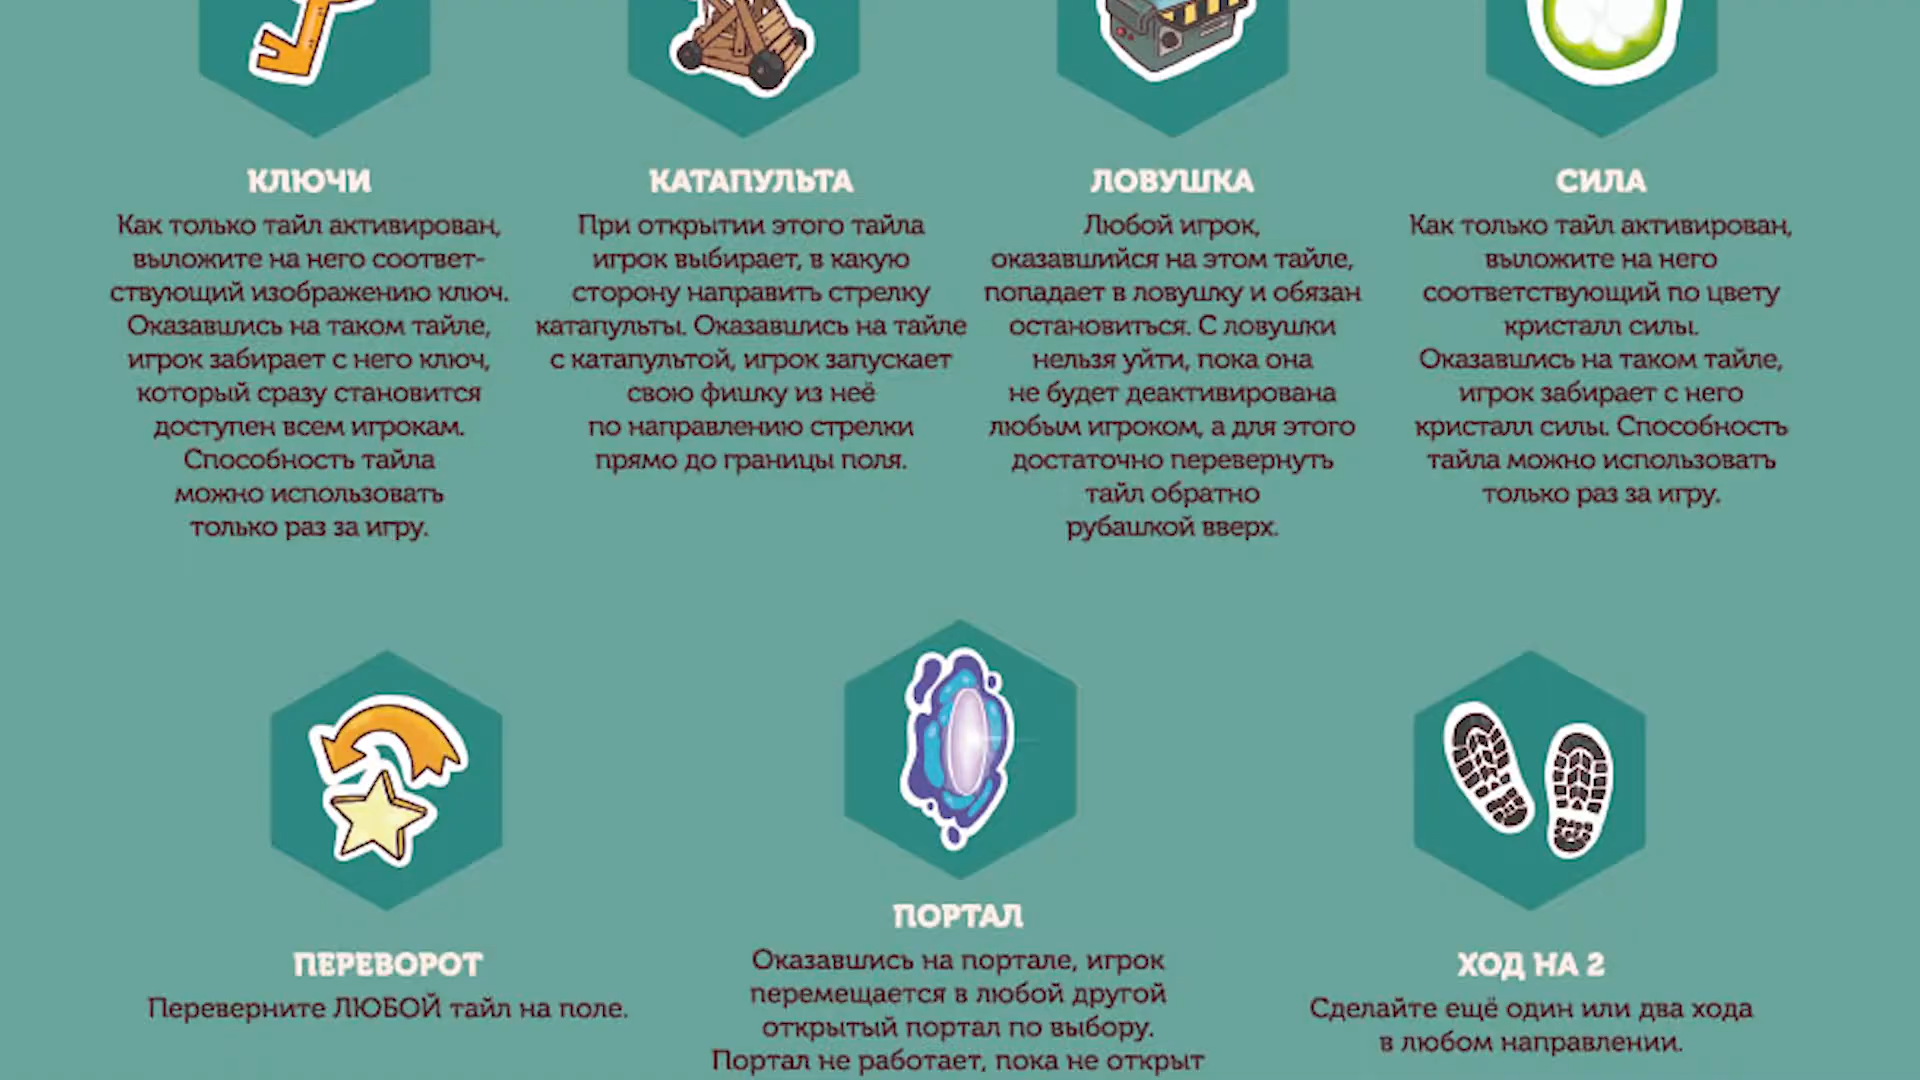 КЛЮЧИ
Как только тайл активирован,
выложите на него соответ-
ствующий изображению ключ.
Оказавшись на таком тайле,
игрок забирает с него ключ,
который сразу становится
доступен всем игрокам.
Способность тайла
можно использовать
только раз за игру.
КАТАПУЛЬТА
При открытии этого тайла
игрок выбирает, в какую
сторону направить стрелку
катапульты. Оказавшись на тайле
с катапультой, игрок запускает
свою фишку из неё
по направлению стрелки
прямо до границы поля.
ЛОВУШКА
Любой игрок,
оказавшийся на этом тайле,
попадает в ловушку и обязан
остановиться. С ловушки
нельзя уйти, пока она
не будет деактивирована
любым игроком, а для этого
достаточно перевернуть
тайл обратно
рубашкой вверх.
СИЛА
Как только тайл активирован,
выложите на него
соответствующий по цвету
кристалл силы.
Оказавшись на таком тайле,
игрок забирает с него
кристалл силы. Способность
тайла можно использовать
только раз за игру.
ПЕРЕВОРОТ
Переверните ЛЮБОЙ тайл на поле.
ПОРТАЛ
Оказавшись на портале, игрок
перемещается в любой другой
открытый портал по выбору.
Портал не работает, пока не открыт
ХОД НА 2
Сделайте ещё один или два хода
в любом направлении.